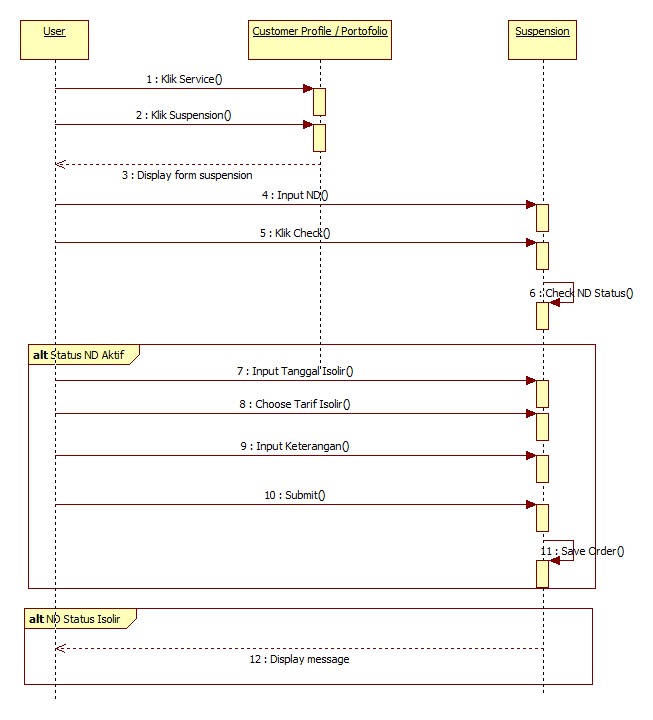 User
Customer Profile / Portofolio
Suspension
1 : Klik Service()
2 : Klik Suspension()
3 : Display form suspension
4 : Input ND()
5 : Klik Check()
6 : Check ND Status()
alt Status ND Aktif
7 : Input Tanggal Isolir()
8 : Choose Tarif Isolir()
9 : Input Keterangan()
10 : Submit()
11 : Save Order()
alt ND Status Isolir
12 : Display message